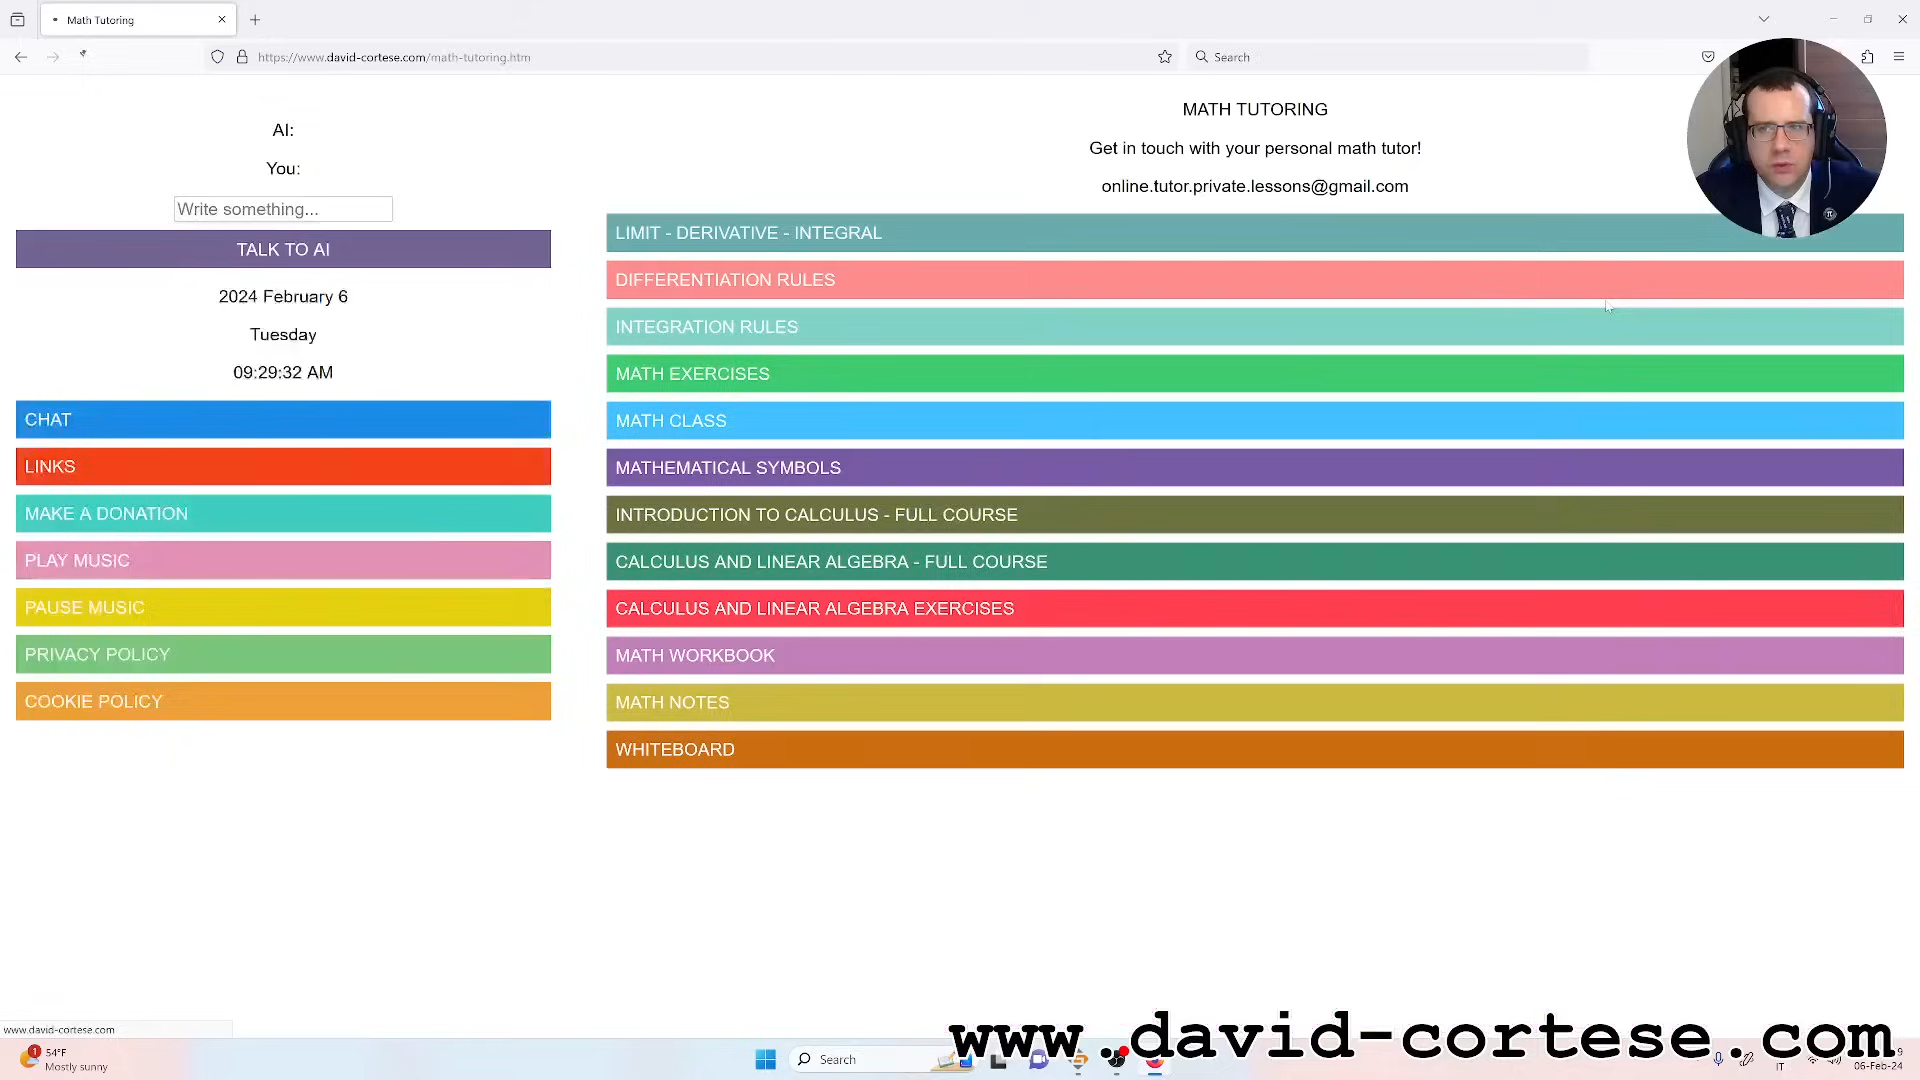 Math Tutoring
https://www.david-cortese.com/math-tutoring.htm
Search
AI:
You:
Write something...
TALK TO AI
2024 February 6
Tuesday
09:29:32 AM
CHAT
LINKS
MAKE A DONATION
PLAY MUSIC
PAUSE MUSIC
PRIVACY POLICY
COOKIE POLICY
MATH TUTORING
Get in touch with your personal math tutor!
online.tutor.private.lessons@gmail.com
LIMIT - DERIVATIVE - INTEGRAL
DIFFERENTIATION RULES
INTEGRATION RULES
MATH EXERCISES
MATH CLASS
MATHEMATICAL SYMBOLS
INTRODUCTION TO CALCULUS - FULL COURSE
CALCULUS AND LINEAR ALGEBRA - FULL COURSE
CALCULUS AND LINEAR ALGEBRA EXERCISES
MATH WORKBOOK
MATH NOTES
WHITEBOARD
www.david-cortese.com
www.david-cortese.com
1
54°F
Mostly sunny
Search
IT
06-Feb-24